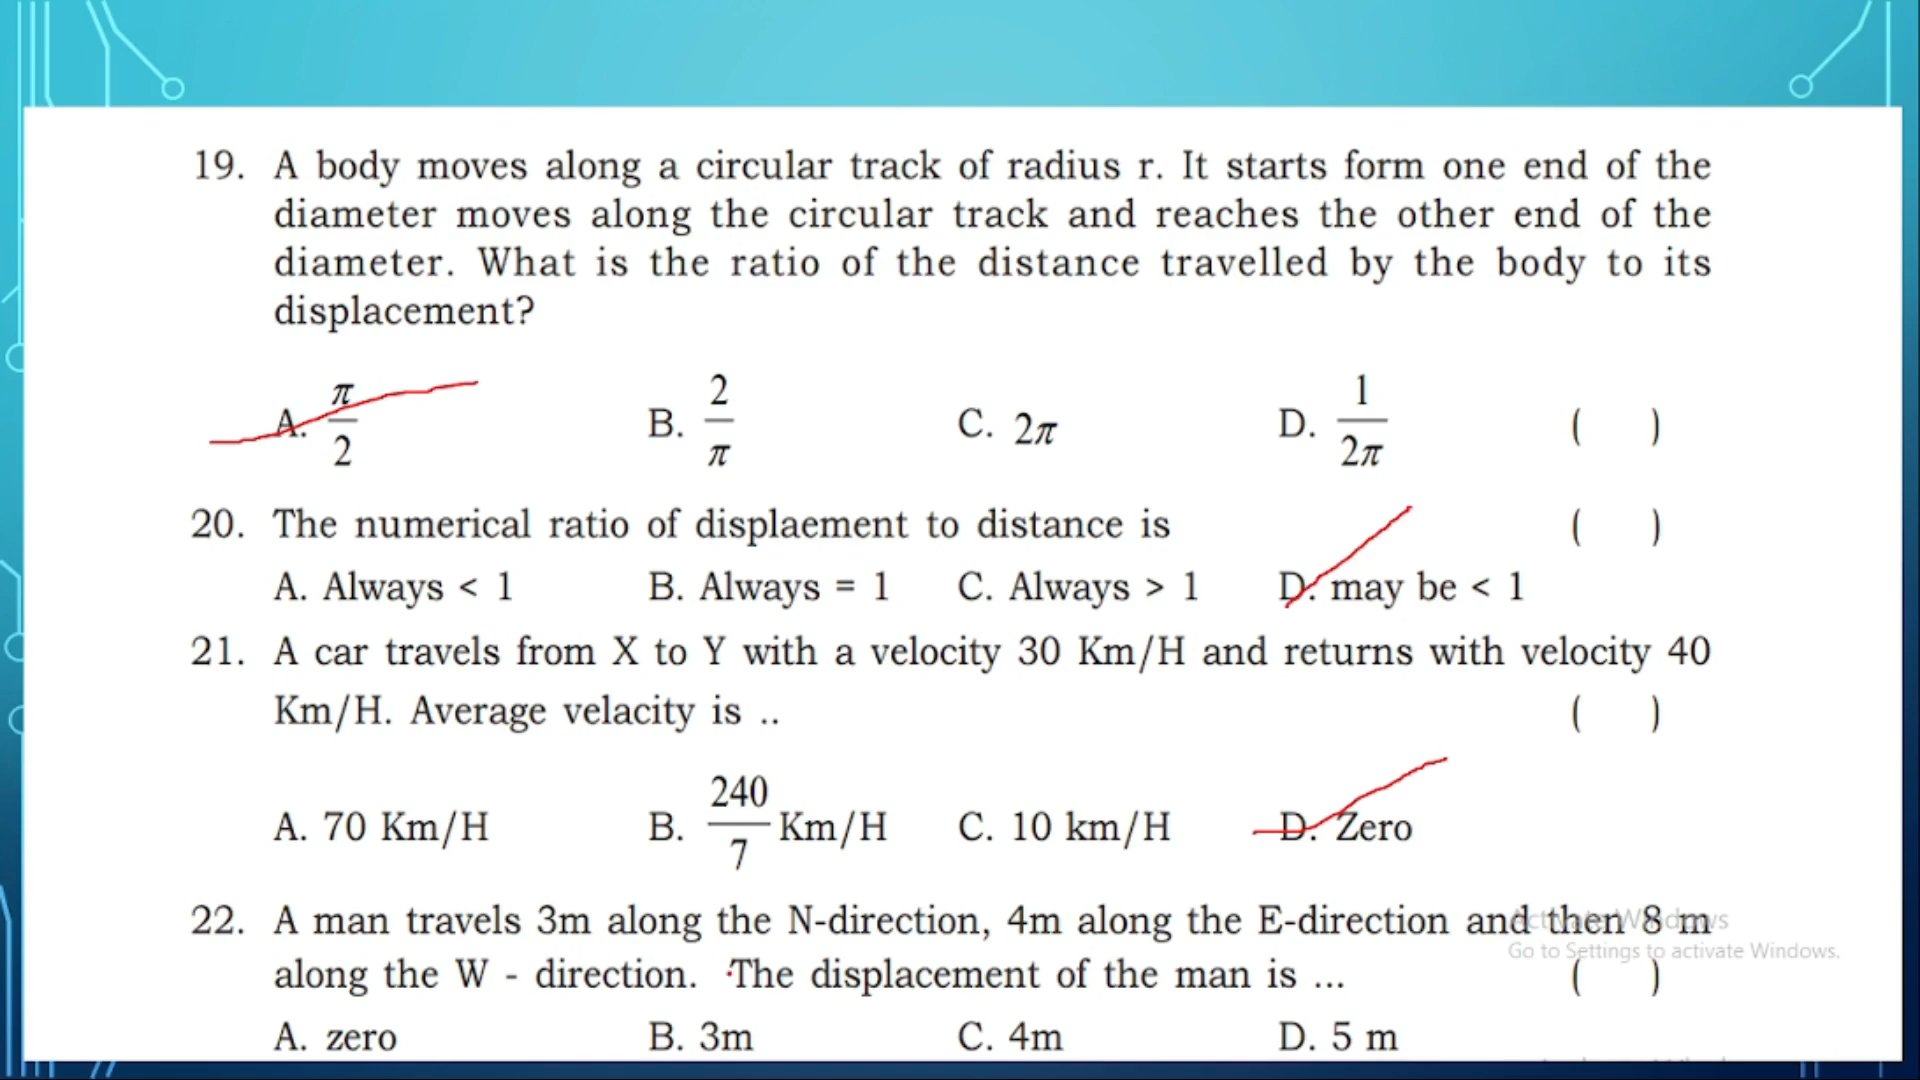 19. A body moves along a circular track of radius r. It starts form one end of the
diameter moves along the circular track and reaches the other end of the
diameter. What is the ratio of the distance travelled by the body to its
displacement?
A. π/2 B. 2/π C. 2π D. 1/2π ( )
20. The numerical ratio of displaement to distance is ( )
A. Always < 1 B. Always = 1 C. Always > 1 D. may be < 1
21. A car travels from X to Y with a velocity 30 Km/H and returns with velocity 40
Km/H. Average velacity is .. ( )
A. 70 Km/H B. 240/7 Km/H C. 10 km/H D. Zero
22. A man travels 3m along the N-direction, 4m along the E-direction and then 8 m
along the W - direction. The displacement of the man is ... ( )
A. zero B. 3m C. 4m D. 5 m
Activate Windows
Go to Settings to activate Windows.